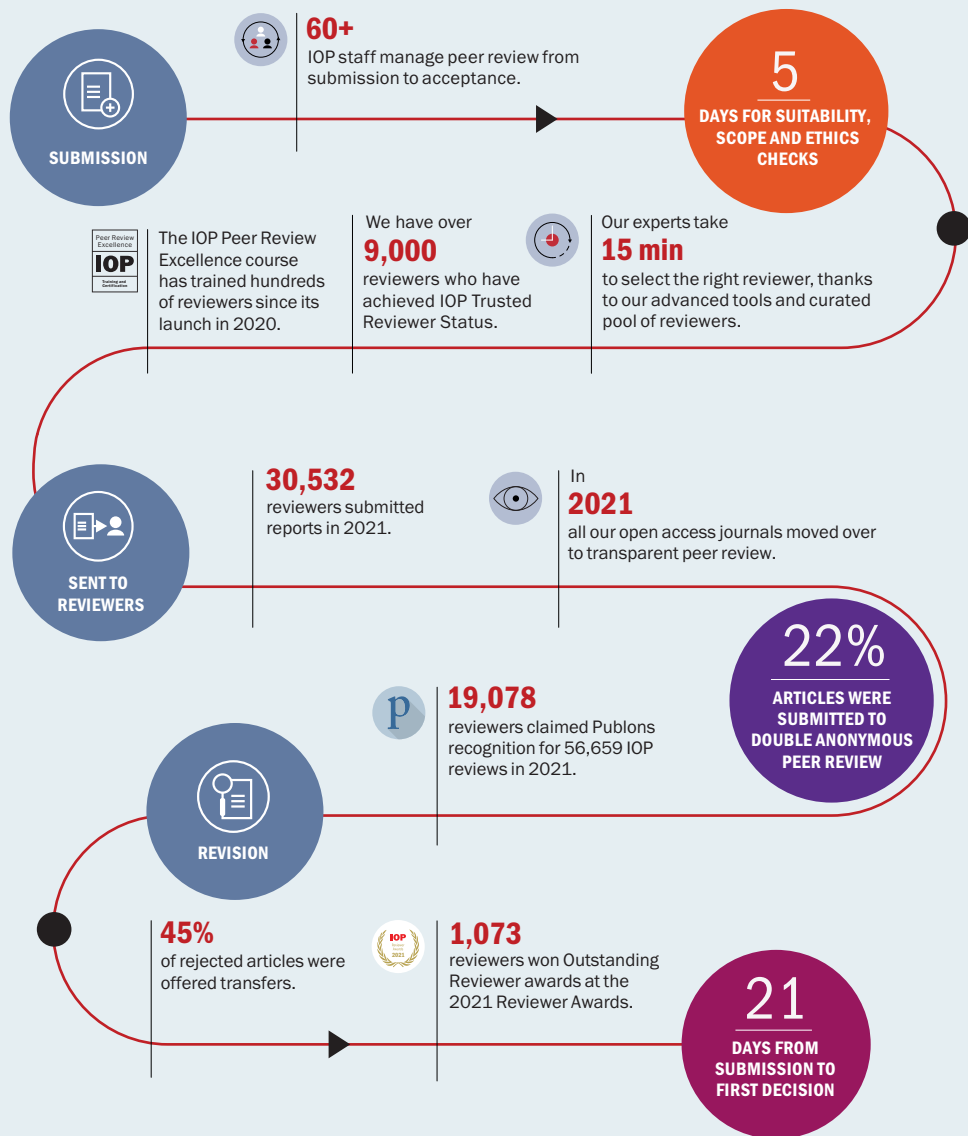 60+
IOP staff manage peer review from
submission to acceptance.
SUBMISSION
5
DAYS FOR SUITABILITY,
SCOPE AND ETHICS
CHECKS
Peer Review
Excellence
IOP
Training and
Certification
The IOP Peer Review
Excellence course
has trained hundreds
of reviewers since its
launch in 2020.
We have over
9,000
reviewers who have
achieved IOP Trusted
Reviewer Status.
Our experts take
15 min
to select the right reviewer, thanks
to our advanced tools and curated
pool of reviewers.
SENT TO
REVIEWERS
30,532
reviewers submitted
reports in 2021.
In
2021
all our open access journals moved over
to transparent peer review.
22%
ARTICLES WERE
SUBMITTED TO
DOUBLE ANONYMOUS
PEER REVIEW
p
19,078
reviewers claimed Publons
recognition for 56,659 IOP
reviews in 2021.
REVISION
45%
of rejected articles were
offered transfers.
IOP
2021
1,073
reviewers won Outstanding
Reviewer awards at the
2021 Reviewer Awards.
21
DAYS FROM
SUBMISSION TO
FIRST DECISION